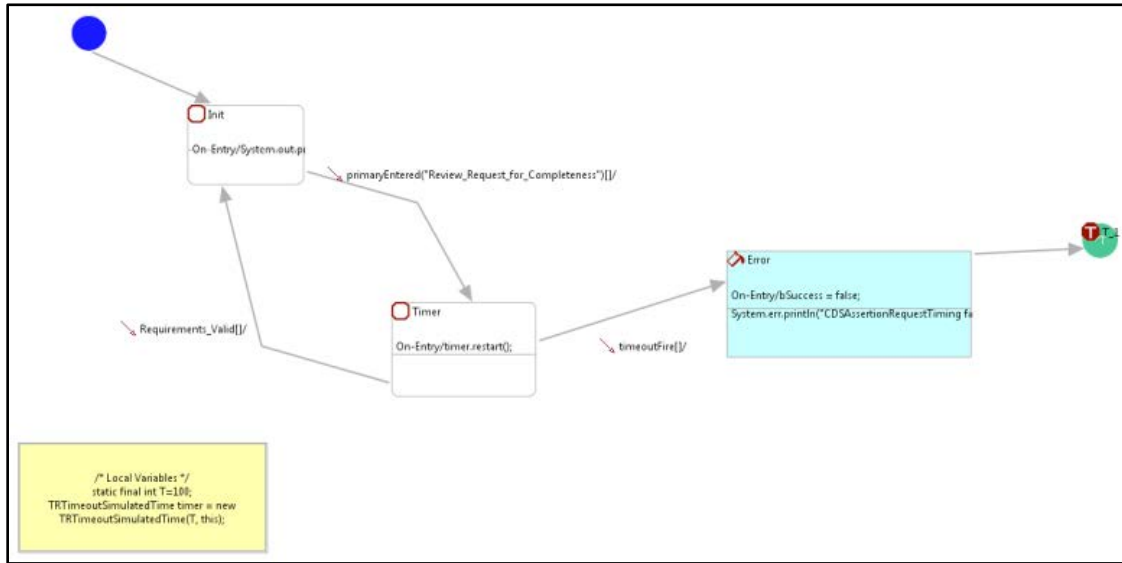 Init
On-Entry/System.out.pr
primaryEntered("Review_Request_for_Completeness")[]/
T
T_1
Error
On-Entry/bSuccess = false;
System.err.println("CDSAssertionRequestTiming fa
Timer
On-Entry/timer.restart();
Requirements_Valid[]/
timeoutFire[]/
/* Local Variables */
static final int T=100;
TRTimeoutSimulatedTime timer = new
TRTimeoutSimulatedTime(T, this);